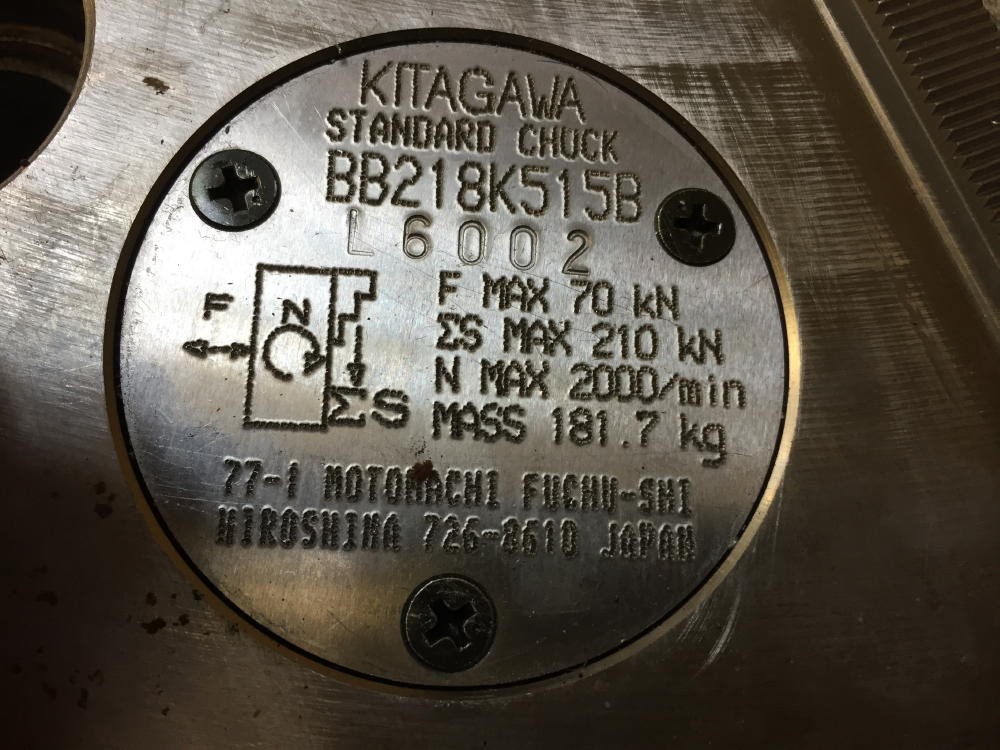 KITAGAWA
STANDARD CHUCK
BB218K515B
L6002
F MAX 70 kN
ΣS MAX 210 kN
N MAX 2000/min
MASS 181.7 kg
F
N
ΣS
77-1 MOTOMACHI FUCHU-SHI
HIROSHIMA 726-8610 JAPAN